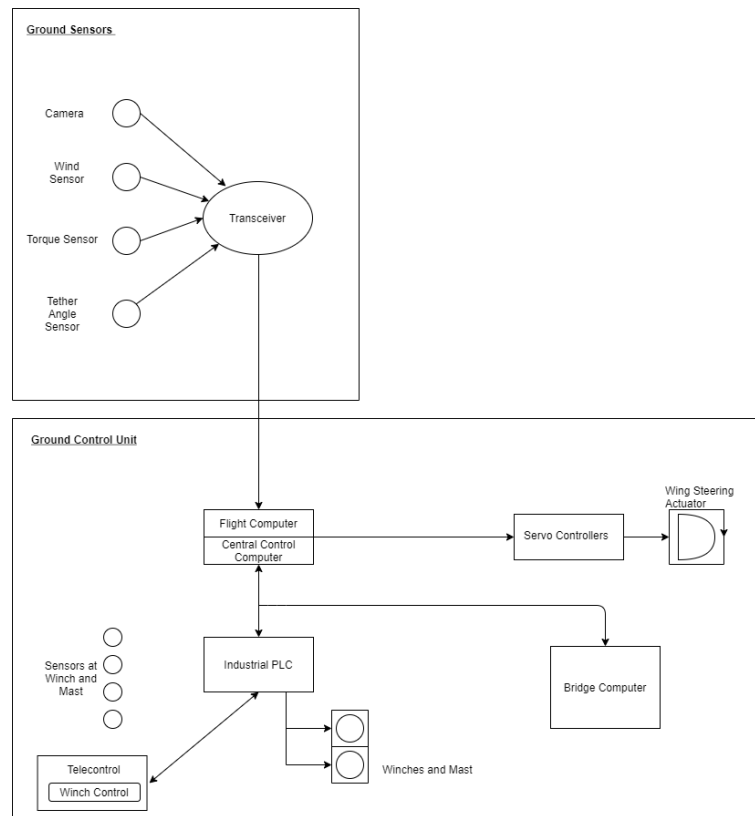 Ground Sensors
Camera
Wind
Sensor
Torque Sensor
Tether
Angle
Sensor
Transceiver
Ground Control Unit
Flight Computer
Central Control
Computer
Servo Controllers
Wing Steering
Actuator
Sensors at
Winch and
Mast
Industrial PLC
Bridge Computer
Telecontrol
Winch Control
Winches and Mast